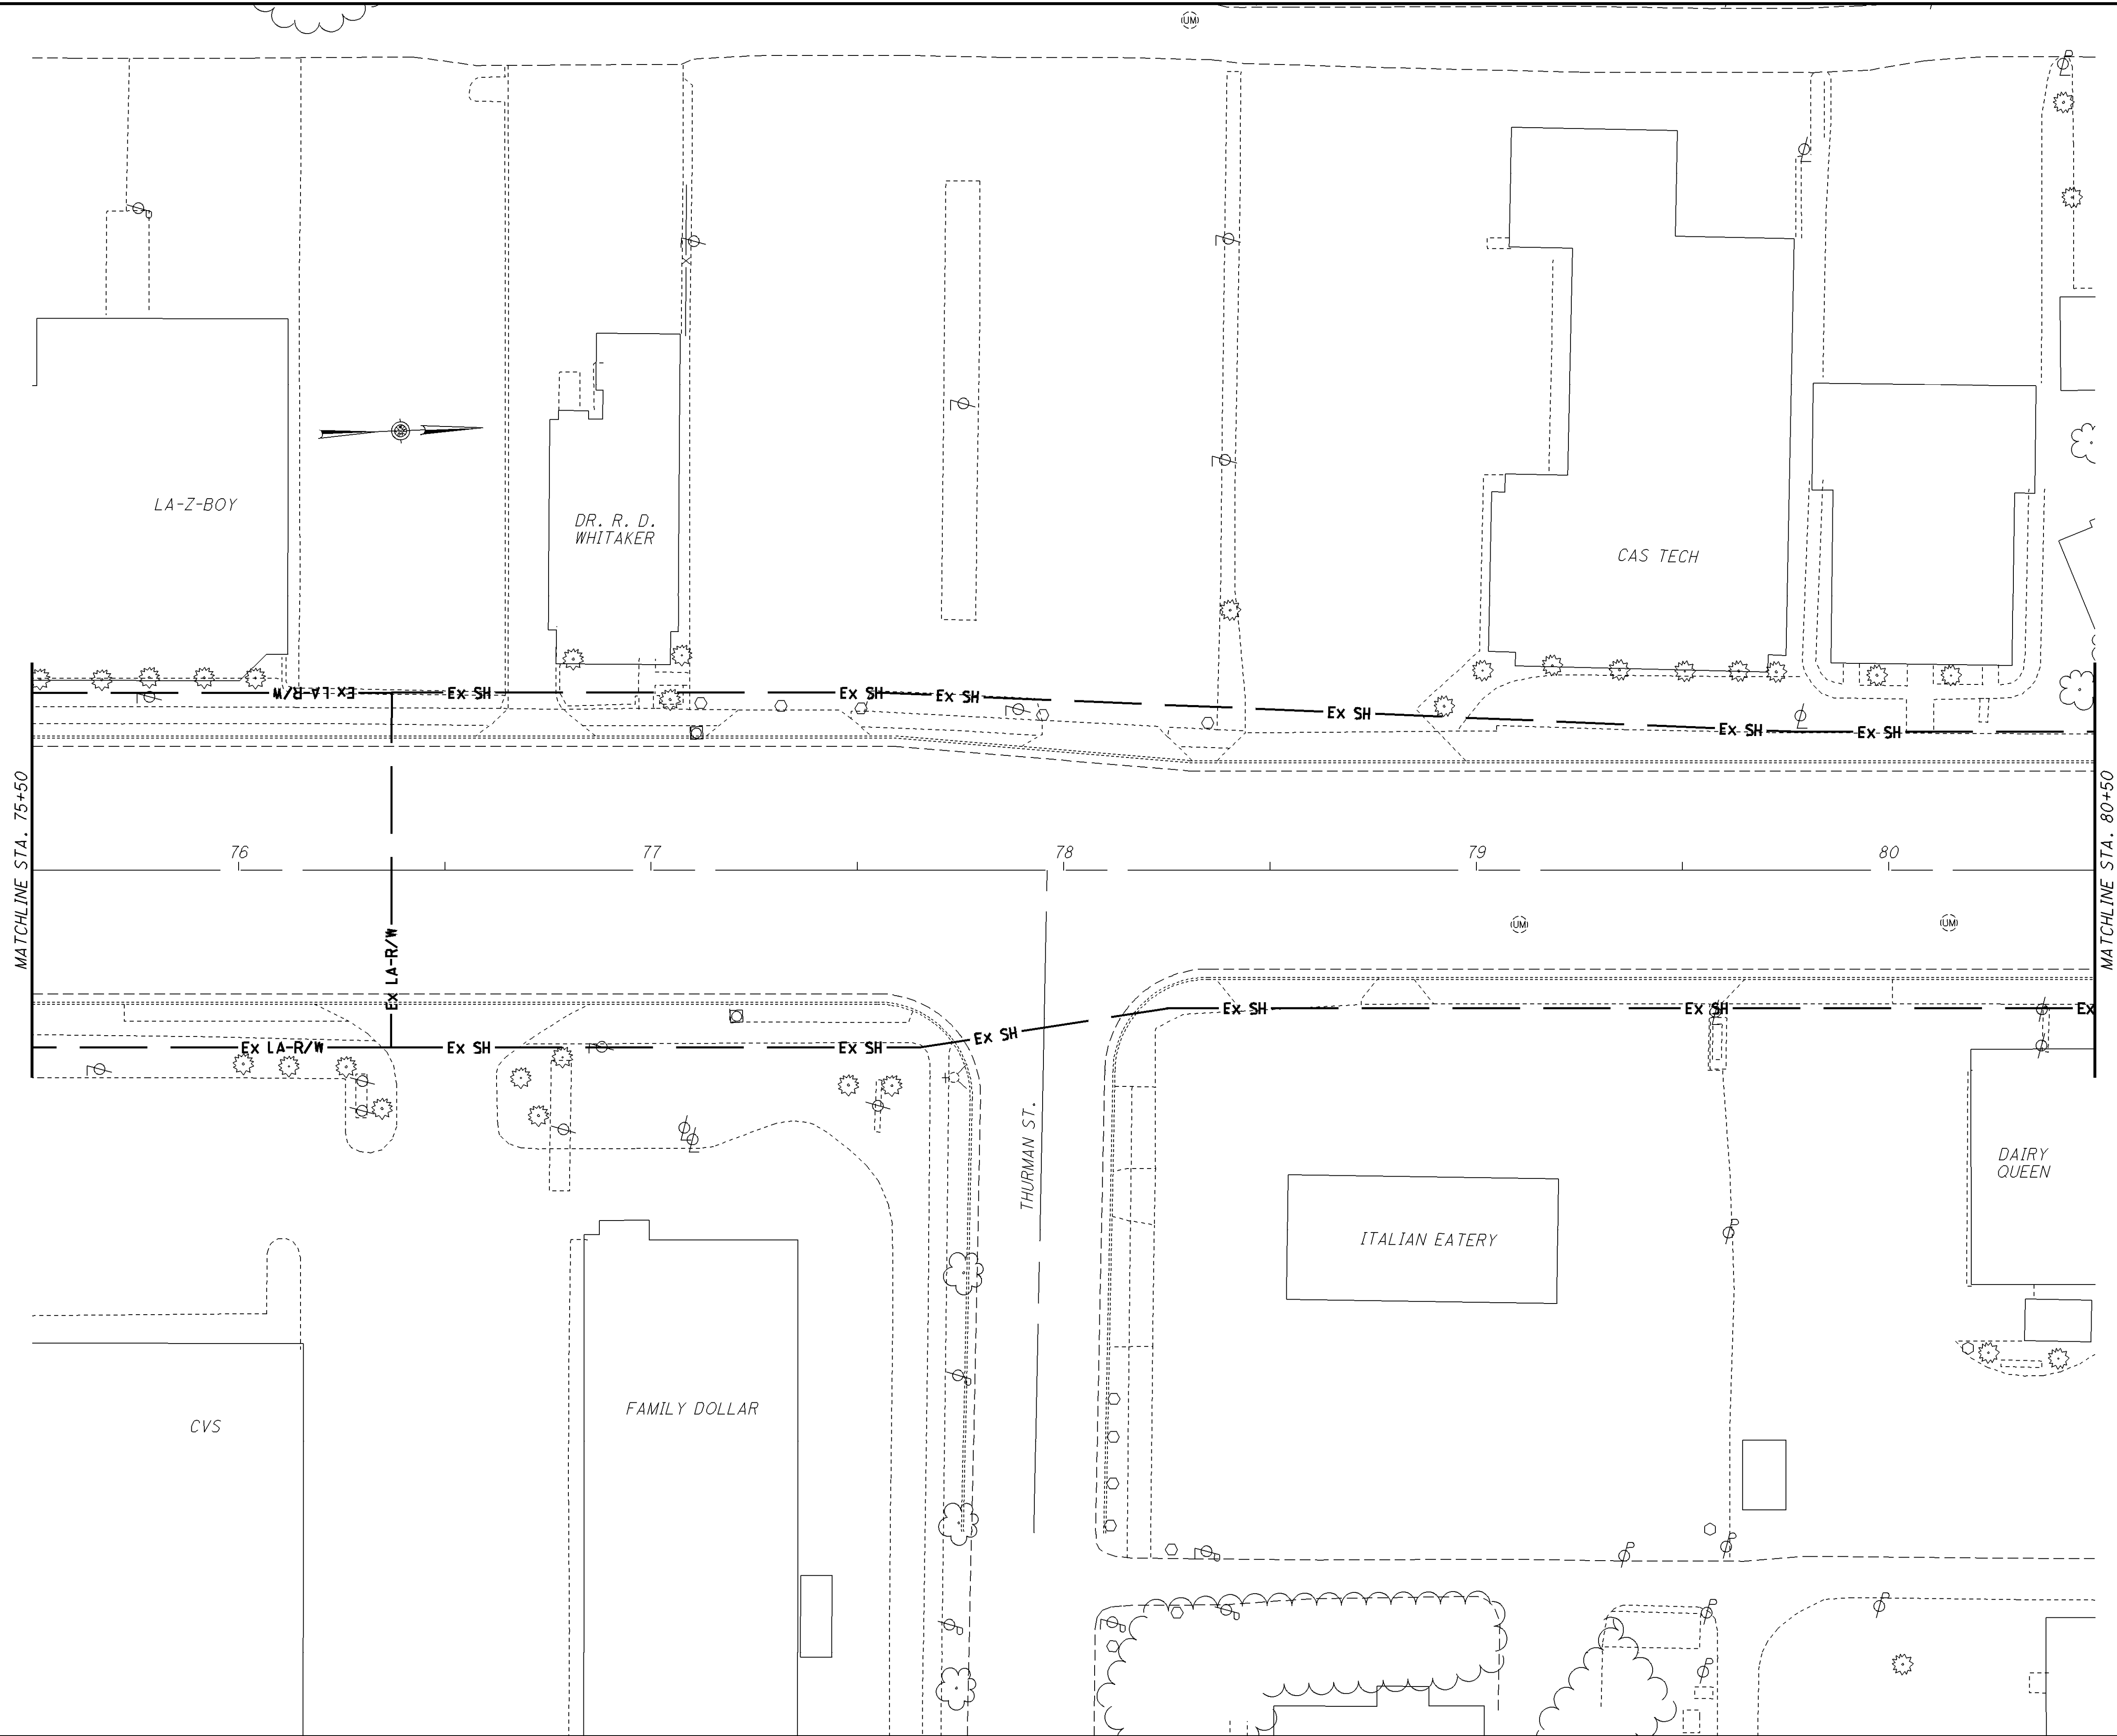 (UM)
LA-Z-BOY
DR. R. D.
WHITAKER
CAS TECH
Ex LA-R/W
Ex SH
Ex SH
Ex SH
Ex SH
Ex SH
Ex SH
MATCHLINE STA. 75+50
MATCHLINE STA. 80+50
76
77
78
79
80
Ex LA-R/W
(UM)
(UM)
Ex LA-R/W
Ex SH
Ex SH
Ex SH
Ex SH
Ex SH
Ex
THURMAN ST.
DAIRY
QUEEN
ITALIAN EATERY
FAMILY DOLLAR
CVS